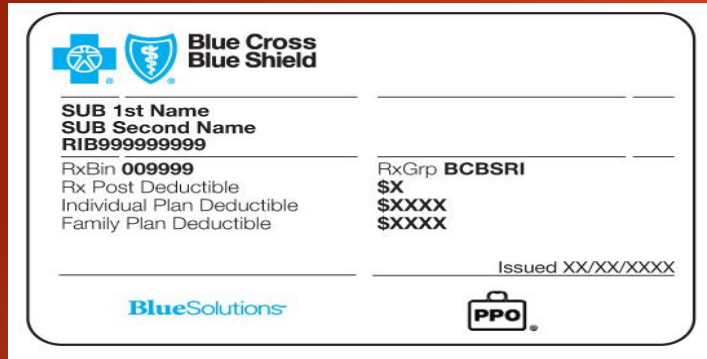 Blue Cross
Blue Shield
® ®
SUB 1st Name
SUB Second Name
RIB999999999
RxBin 009999 RxGrp BCBSRI
Rx Post Deductible $X
Individual Plan Deductible $XXXX
Family Plan Deductible $XXXX
Issued XX/XX/XXXX
BlueSolutions PPO ®